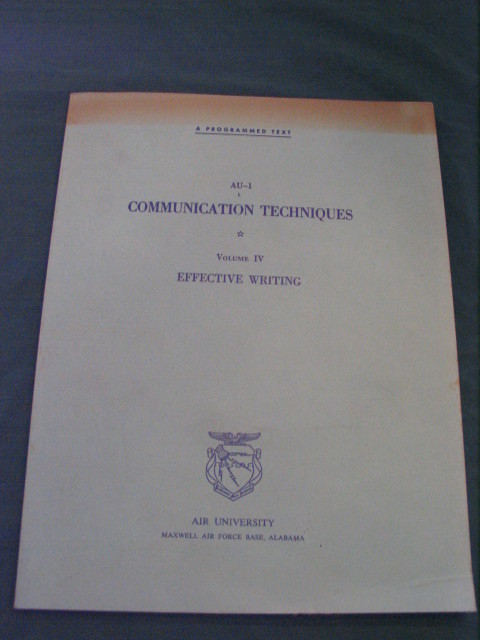 A PROGRAMMED TEXT
AU-1
COMMUNICATION TECHNIQUES
VOLUME IV
EFFECTIVE WRITING
AIR UNIVERSITY
MAXWELL AIR FORCE BASE, ALABAMA